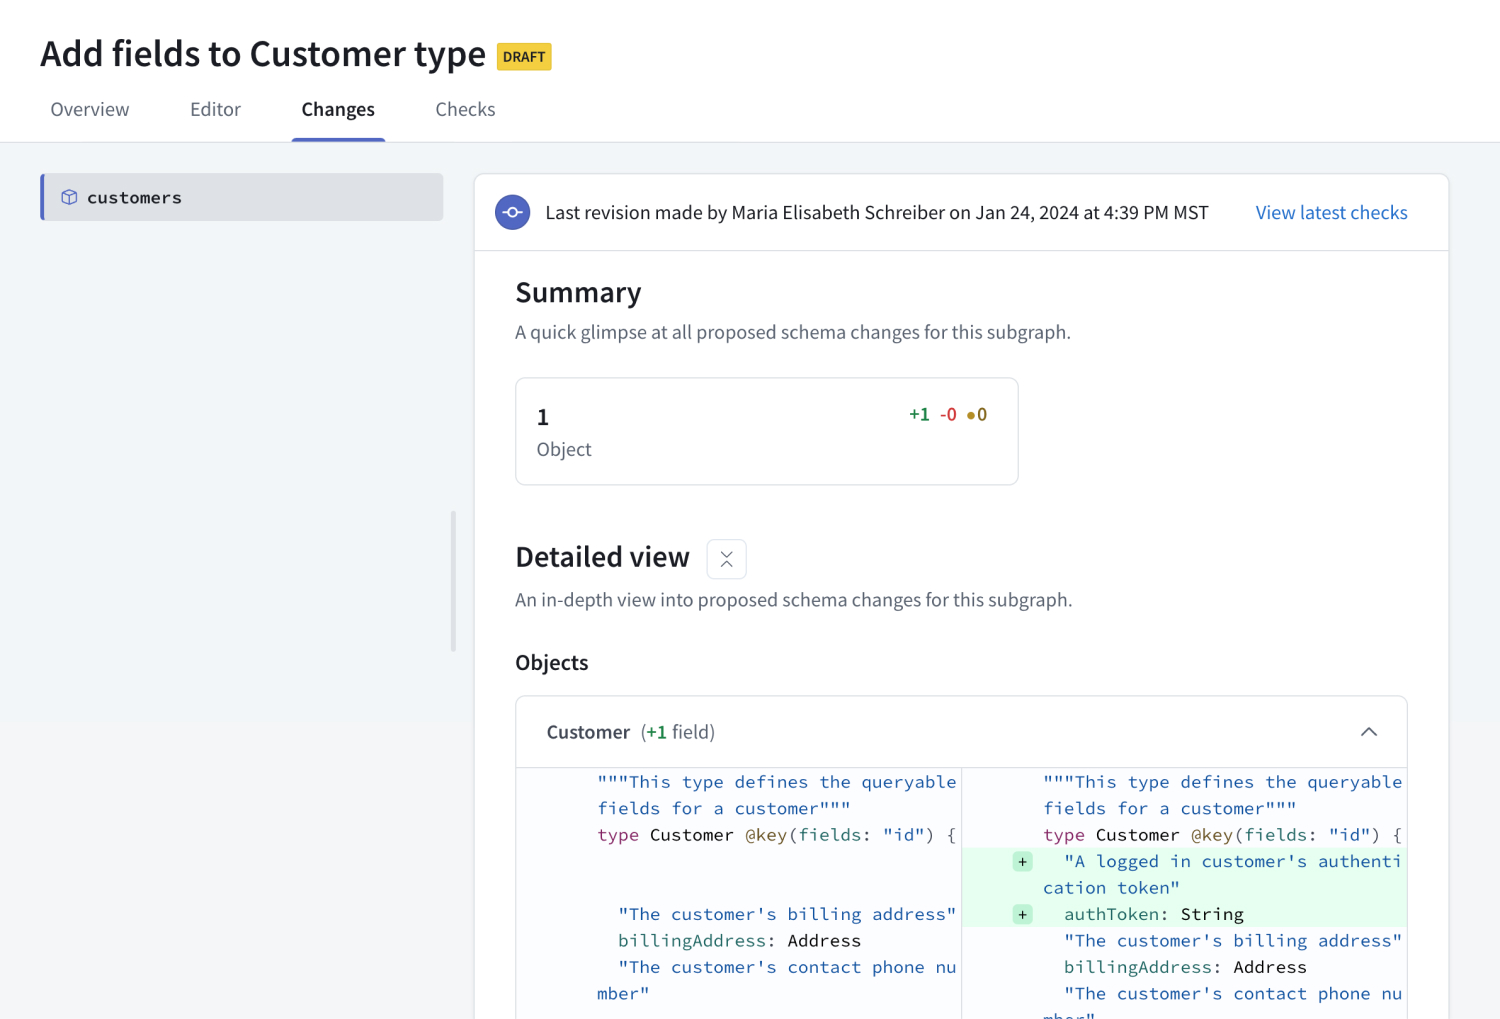 Add fields to Customer type DRAFT
Overview Editor Changes Checks
customers
Last revision made by Maria Elisabeth Schreiber on Jan 24, 2024 at 4:39 PM MST View latest checks
Summary
A quick glimpse at all proposed schema changes for this subgraph.
1 +1 -0 ●0
Object
Detailed view
An in-depth view into proposed schema changes for this subgraph.
Objects
Customer (+1 field)
"""This type defines the queryable
fields for a customer"""
type Customer @key(fields: "id") {
"The customer's billing address"
billingAddress: Address
"The customer's contact phone nu
mber"
"""This type defines the queryable
fields for a customer"""
type Customer @key(fields: "id") {
+ "A logged in customer's authenti
cation token"
+ authToken: String
"The customer's billing address"
billingAddress: Address
"The customer's contact phone nu
mber"